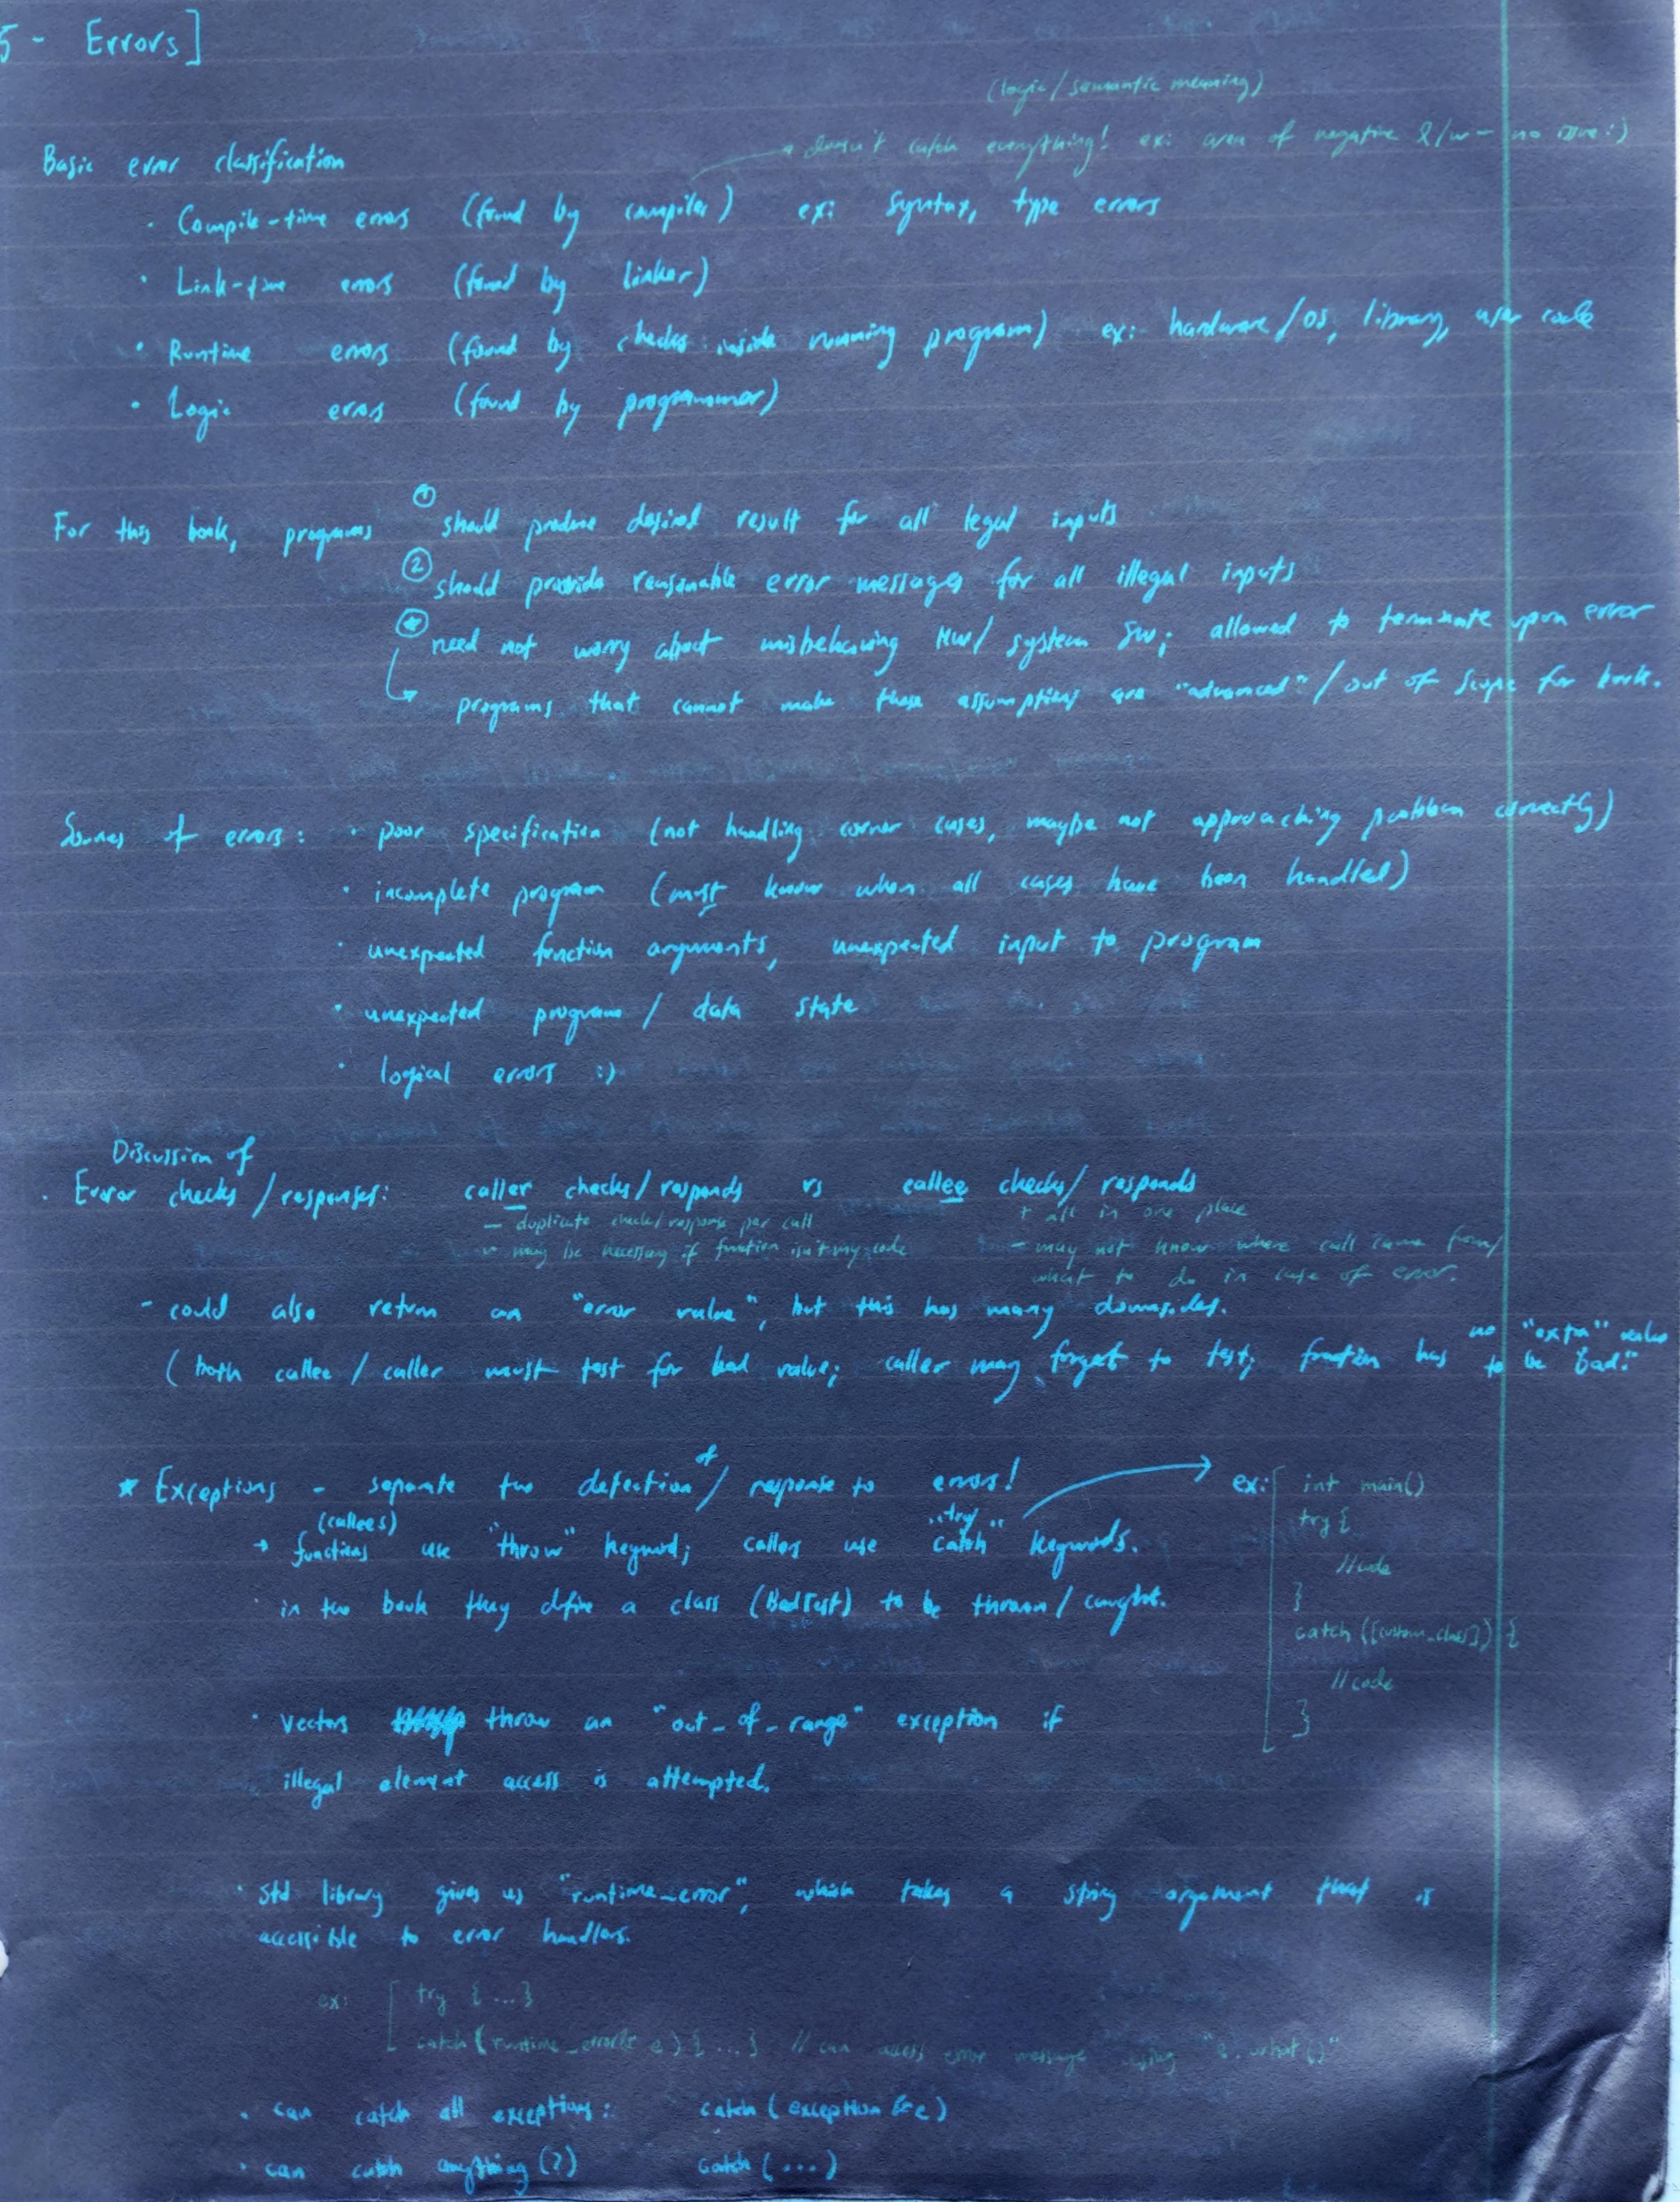 5 - Errors]
(logic/semantic meaning)
doesn't catch everything! ex: area of negative l/w - no issue :)
Basic error classification
· Compile-time errors (found by compiler) ex: syntax, type errors
· Link-time errors (found by linker)
· Runtime errors (found by checks inside running program) ex: hardware/OS, library, user code
· Logic errors (found by programmer)
For this book, programs ① should produce desired result for all legal inputs
② should provide reasonable error messages for all illegal inputs
need not worry about misbehaving HW/ system SW; allowed to terminate upon error
programs that cannot make these assumptions are "advanced"/ out of scope for book.
Sources of errors: · poor specification (not handling corner cases, maybe not approaching problem correctly)
· incomplete program (must know when all cases have been handled)
· unexpected function arguments, unexpected input to program
· unexpected program / data state
· logical errors :)
Discussion of
· Error checks/responses: caller checks/responds vs callee checks/ responds
- duplicate check/response per call + all in one place
~ may be necessary if function isn't my code - may not know where call came from/
what to do in case of error.
- could also return an "error value", but this has many downsides.
(both callee / caller must test for bad value; caller may forget to test; function has no "extra" value to be "bad."
* Exceptions - separate the detection of/ response to errors! ex:
(callees) "try
→ functions use "throw" keyword; callers use catch" keywords.
· in the book they define a class (BadTest) to be thrown/ caught.
int main()
try {
//code
}
catch ([custom_class]) {
//code
}
· vectors throw an "out_of_range" exception if
illegal element access is attempted.
· std library gives us "runtime_error", which takes a string argument that is
accessible to error handlers.
ex: try { ... }
catch (runtime_error& e) { ... } // can access error message using "e.what()"
· can catch all exceptions: catch (exception &e)
· can catch anything(?) catch (...)